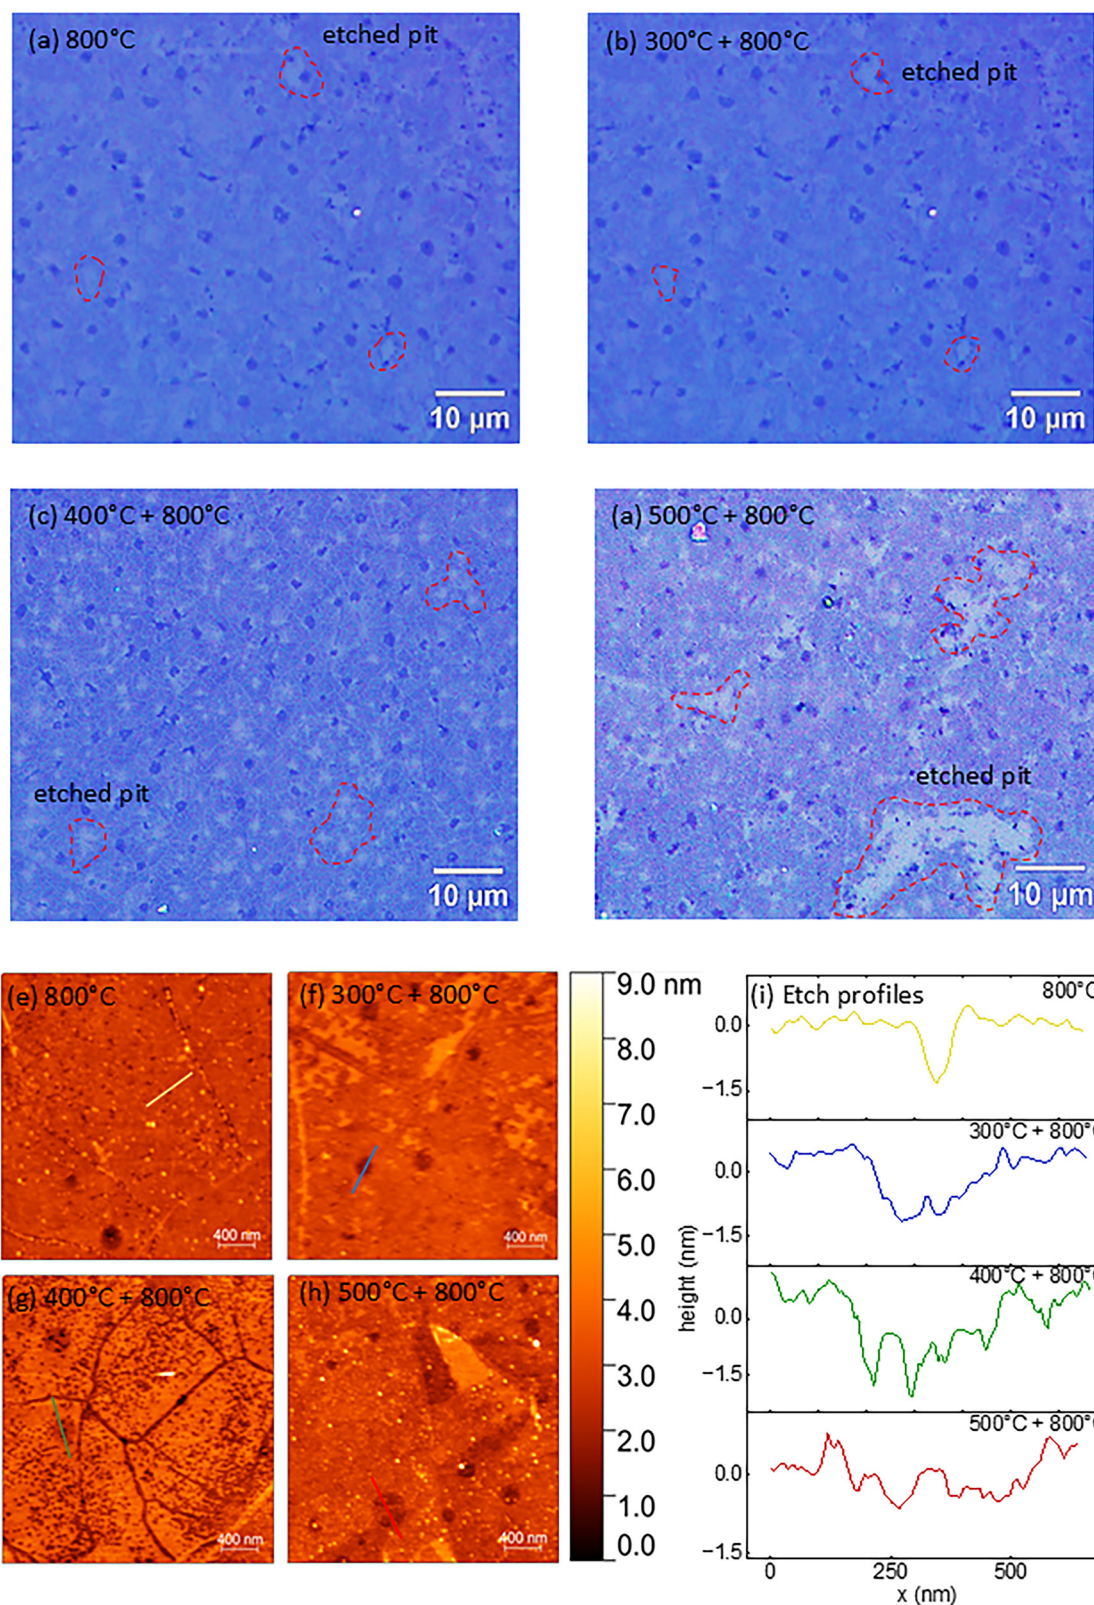 (a) 800°C
etched pit
(b) 300°C + 800°C
etched pit
10 µm
10 µm
(c) 400°C + 800°C
(a) 500°C + 800°C
etched pit
etched pit
10 µm
10 µm
(e) 800°C
400 nm
(f) 300°C + 800°C
400 nm
(g) 400°C + 800°C
400 nm
(h) 500°C + 800°C
400 nm
9.0 nm
8.0
7.0
6.0
5.0
4.0
3.0
2.0
1.0
0.0
(i) Etch profiles
800°C
0.0
−1.5
300°C + 800°C
0.0
−1.5
400°C + 800°C
0.0
−1.5
500°C + 800°C
0.0
−1.5
height (nm)
0
250
500
x (nm)